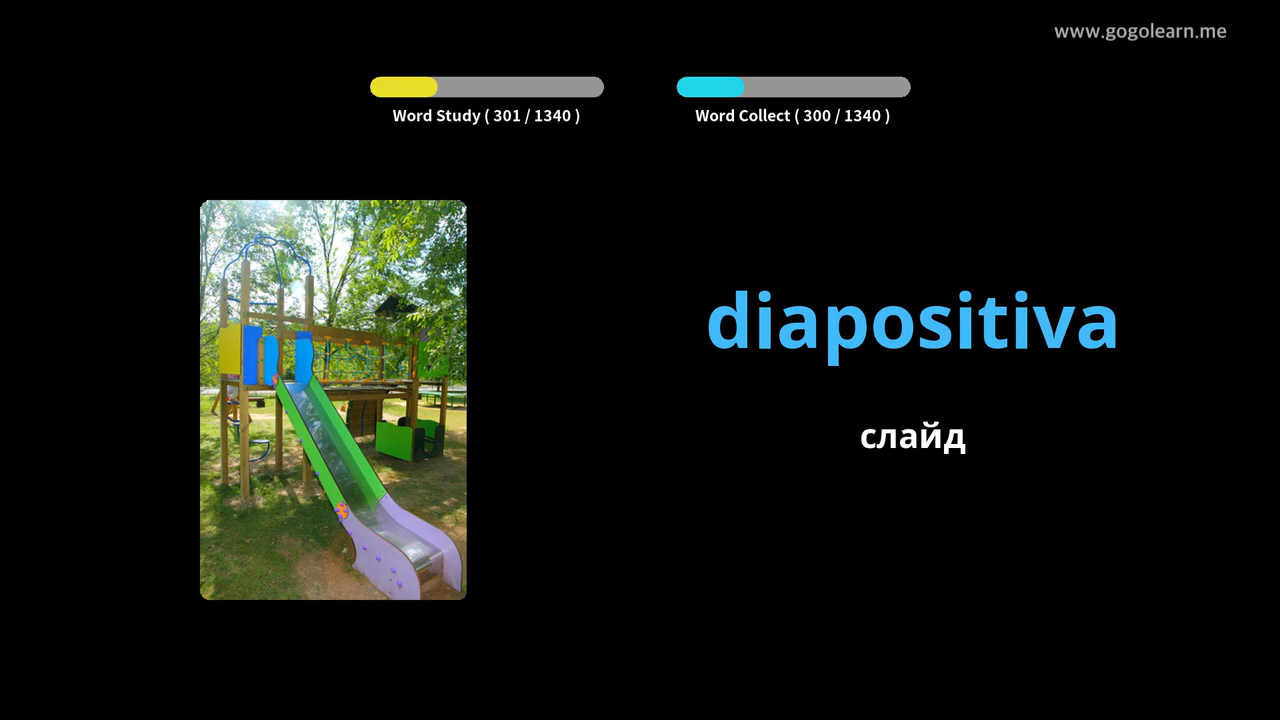 www.gogolearn.me
Word Study ( 301 / 1340 )
Word Collect ( 300 / 1340 )
diapositiva
слайд